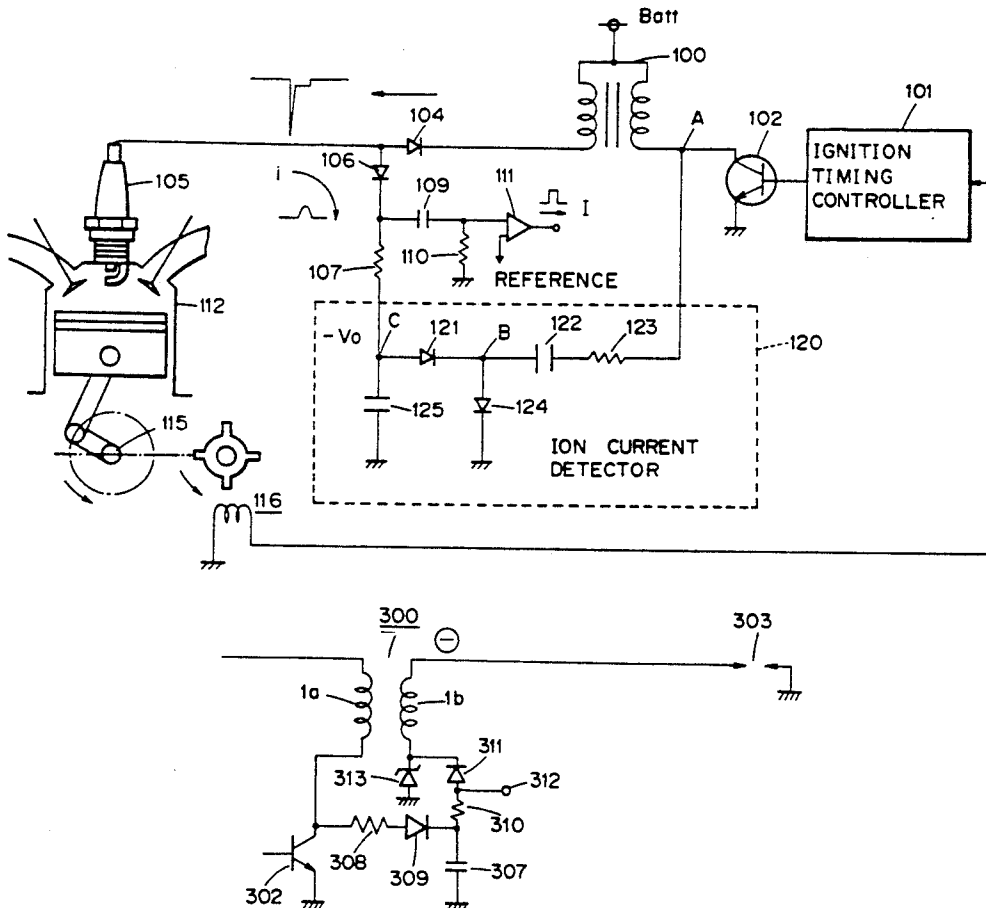 Batt
100
A
102
101
IGNITION
TIMING
CONTROLLER
104
106
105
i
109
111
I
107
110
REFERENCE
112
-Vo
C
121
B
122
123
120
125
124
115
ION CURRENT
DETECTOR
116
300
−
303
1a
1b
311
313
312
310
302
308
309
307